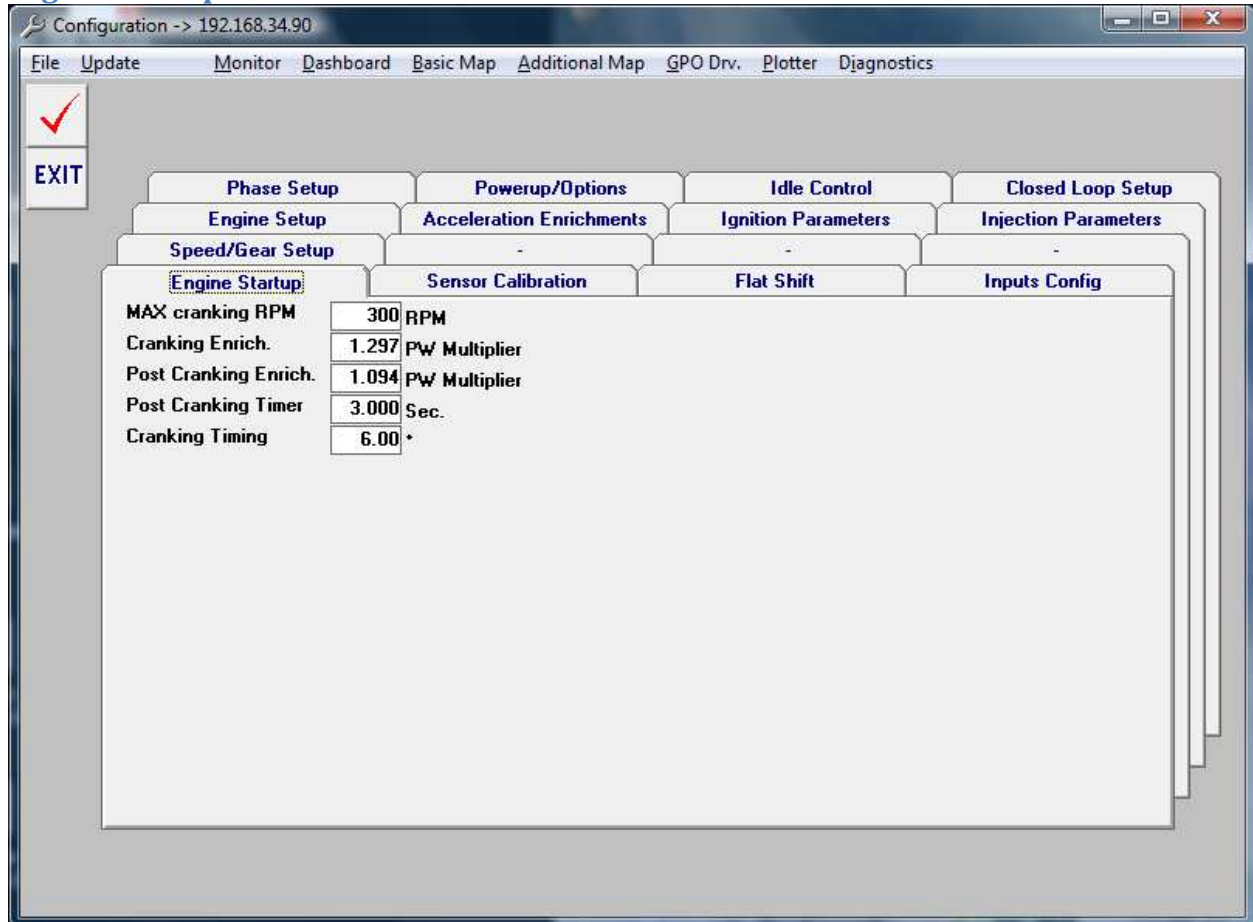 Configuration -> 192.168.34.90
File Update Monitor Dashboard Basic Map Additional Map GPO Drv. Plotter Diagnostics
EXIT
Phase Setup Powerup/Options Idle Control Closed Loop Setup
Engine Setup Acceleration Enrichments Ignition Parameters Injection Parameters
Speed/Gear Setup - - -
Engine Startup Sensor Calibration Flat Shift Inputs Config
MAX cranking RPM 300 RPM
Cranking Enrich. 1.297 PW Multiplier
Post Cranking Enrich. 1.094 PW Multiplier
Post Cranking Timer 3.000 Sec.
Cranking Timing 6.00 °